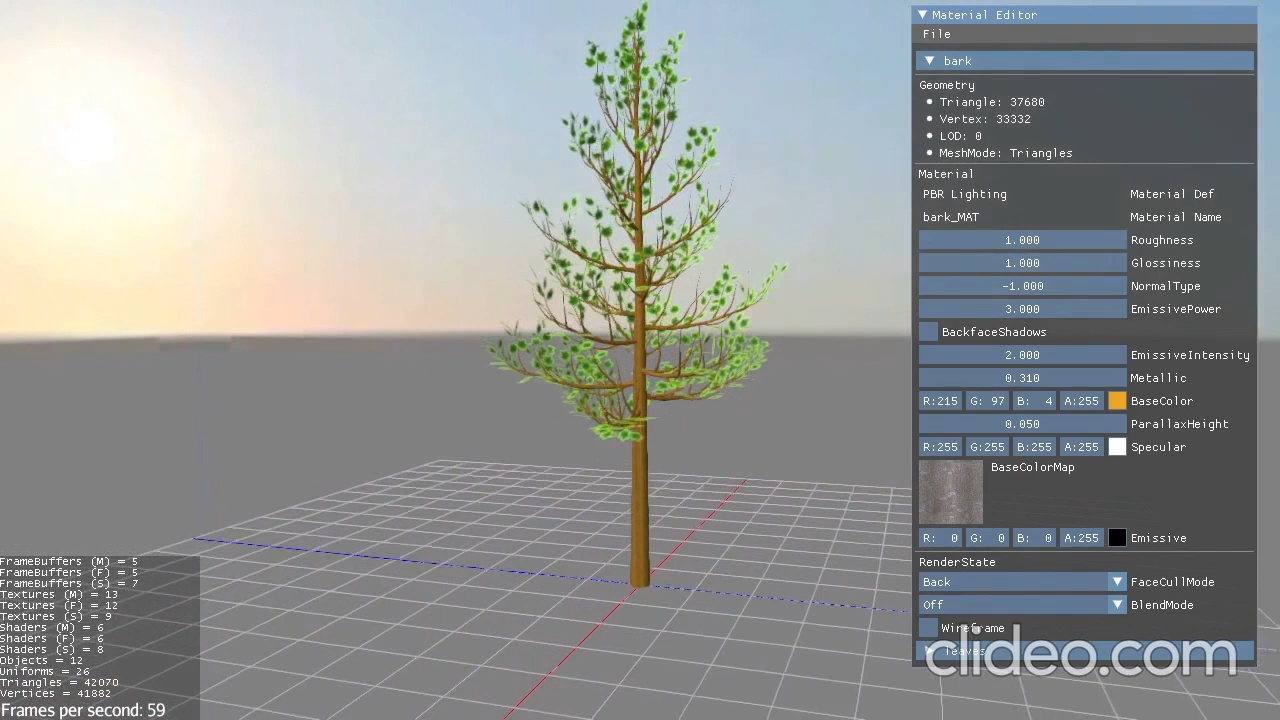 Material Editor
File
bark
Geometry
Triangle: 37680
Vertex: 33332
LOD: 0
MeshMode: Triangles
Material
PBR Lighting Material Def
bark_MAT Material Name
1.000 Roughness
1.000 Glossiness
-1.000 NormalType
3.000 EmissivePower
BackfaceShadows
2.000 EmissiveIntensity
0.310 Metallic
R:215 G: 97 B: 4 A:255 BaseColor
0.050 ParallaxHeight
R:255 G:255 B:255 A:255 Specular
BaseColorMap
R: 0 G: 0 B: 0 A:255 Emissive
RenderState
Back FaceCullMode
Off BlendMode
Wireframe
leaves
clideo.com
FrameBuffers (M) = 5
FrameBuffers (F) = 5
FrameBuffers (S) = 7
Textures (M) = 13
Textures (F) = 12
Textures (S) = 9
Shaders (M) = 6
Shaders (F) = 6
Shaders (S) = 8
Objects = 12
Uniforms = 26
Triangles = 42070
Vertices = 41882
Frames per second: 59